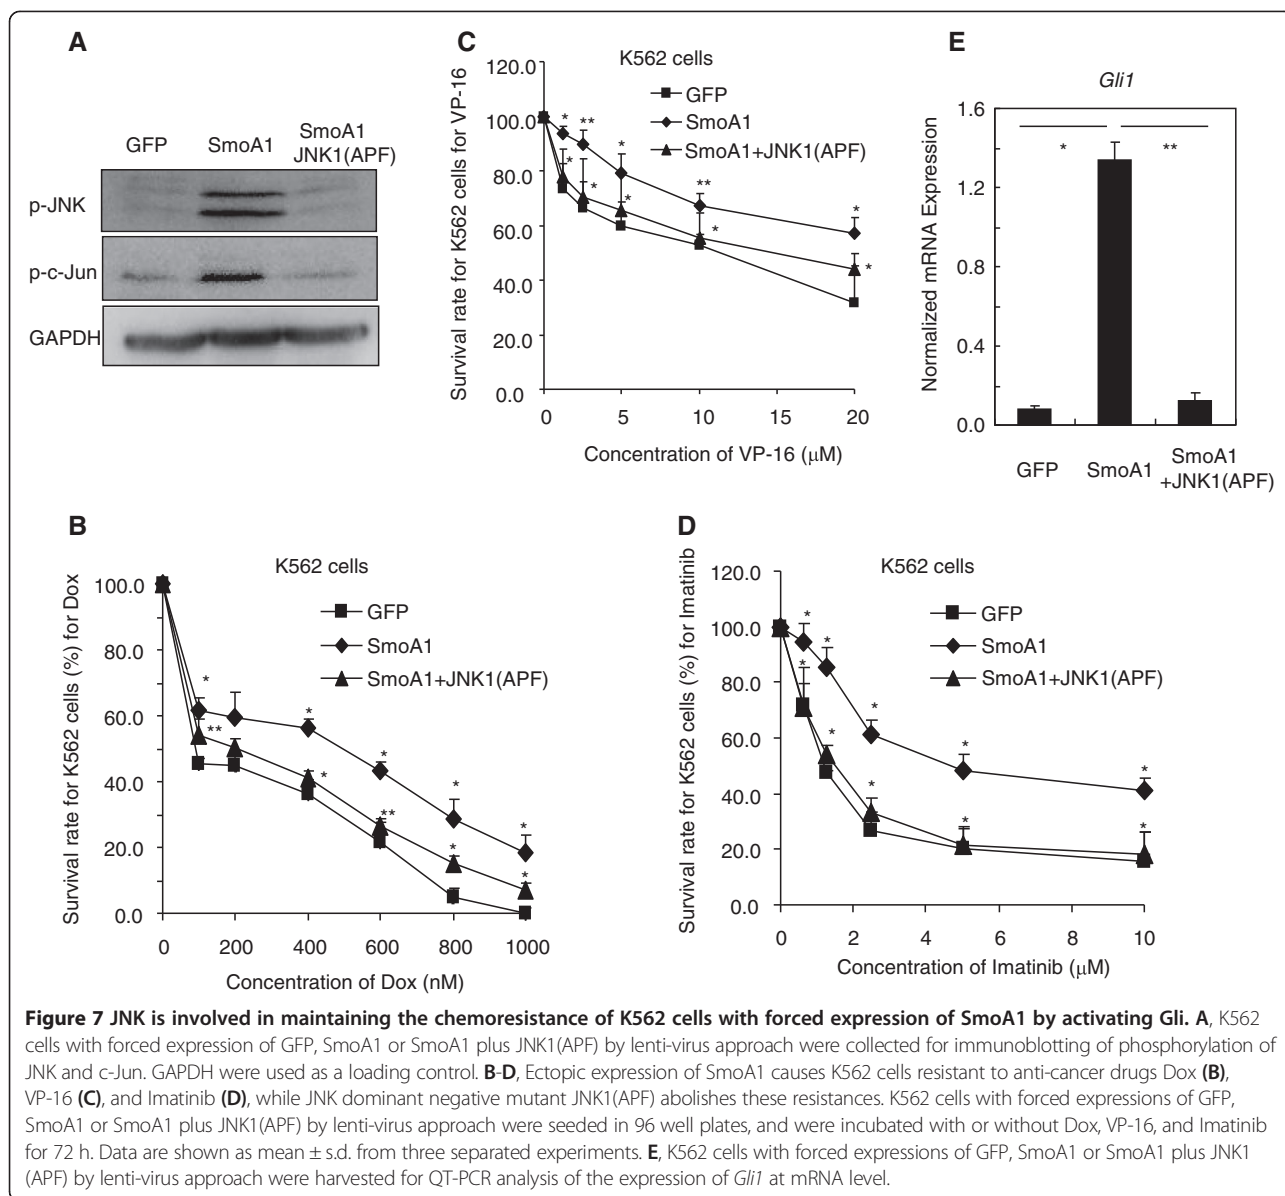 A
GFP
SmoA1
SmoA1
JNK1(APF)
p-JNK
p-c-Jun
GAPDH
C
K562 cells
GFP
SmoA1
SmoA1+JNK1(APF)
Survival rate for K562 cells for VP-16
120.0
100.0
80.0
60.0
40.0
20.0
0.0
* ** * ** *
* * * * *
0 5 10 15 20
Concentration of VP-16 (μM)
E
Gli1
Normalized mRNA Expression
1.6
1.2
0.8
0.4
0.0
* **
GFP
SmoA1
SmoA1
+JNK1(APF)
B
K562 cells
GFP
SmoA1
SmoA1+JNK1(APF)
Survival rate for K562 cells (%) for Dox
100.0
80.0
60.0
40.0
20.0
0.0
* * * * *
** * ** * *
0 200 400 600 800 1000
Concentration of Dox (nM)
D
K562 cells
GFP
SmoA1
SmoA1+JNK1(APF)
Survival rate for K562 cells (%) for Imatinib
120.0
100.0
80.0
60.0
40.0
20.0
0.0
* * * * *
* * * * *
0 2 4 6 8 10
Concentration of Imatinib (μM)
Figure 7 JNK is involved in maintaining the chemoresistance of K562 cells with forced expression of SmoA1 by activating Gli. A, K562
cells with forced expression of GFP, SmoA1 or SmoA1 plus JNK1(APF) by lenti-virus approach were collected for immunoblotting of phosphorylation of
JNK and c-Jun. GAPDH were used as a loading control. B-D, Ectopic expression of SmoA1 causes K562 cells resistant to anti-cancer drugs Dox (B),
VP-16 (C), and Imatinib (D), while JNK dominant negative mutant JNK1(APF) abolishes these resistances. K562 cells with forced expressions of GFP,
SmoA1 or SmoA1 plus JNK1(APF) by lenti-virus approach were seeded in 96 well plates, and were incubated with or without Dox, VP-16, and Imatinib
for 72 h. Data are shown as mean ± s.d. from three separated experiments. E, K562 cells with forced expressions of GFP, SmoA1 or SmoA1 plus JNK1
(APF) by lenti-virus approach were harvested for QT-PCR analysis of the expression of Gli1 at mRNA level.